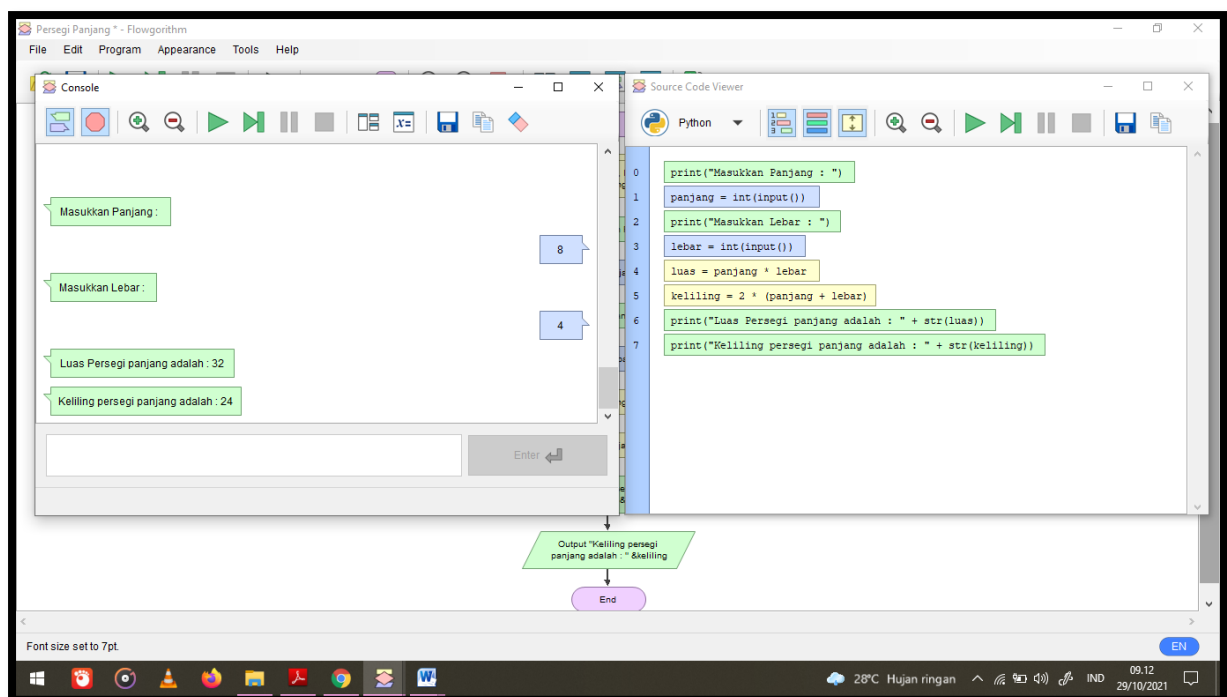 Persegi Panjang * - Flowgorithm
File Edit Program Appearance Tools Help
Console
Masukkan Panjang :
8
Masukkan Lebar :
4
Luas Persegi panjang adalah : 32
Keliling persegi panjang adalah : 24
Enter
Source Code Viewer
Python
0 print("Masukkan Panjang : ")
1 panjang = int(input())
2 print("Masukkan Lebar : ")
3 lebar = int(input())
4 luas = panjang * lebar
5 keliling = 2 * (panjang + lebar)
6 print("Luas Persegi panjang adalah : " + str(luas))
7 print("Keliling persegi panjang adalah : " + str(keliling))
Output "Keliling persegi
panjang adalah : " &keliling
End
Font size set to 7pt.
EN
28°C Hujan ringan
IND
09.12
29/10/2021